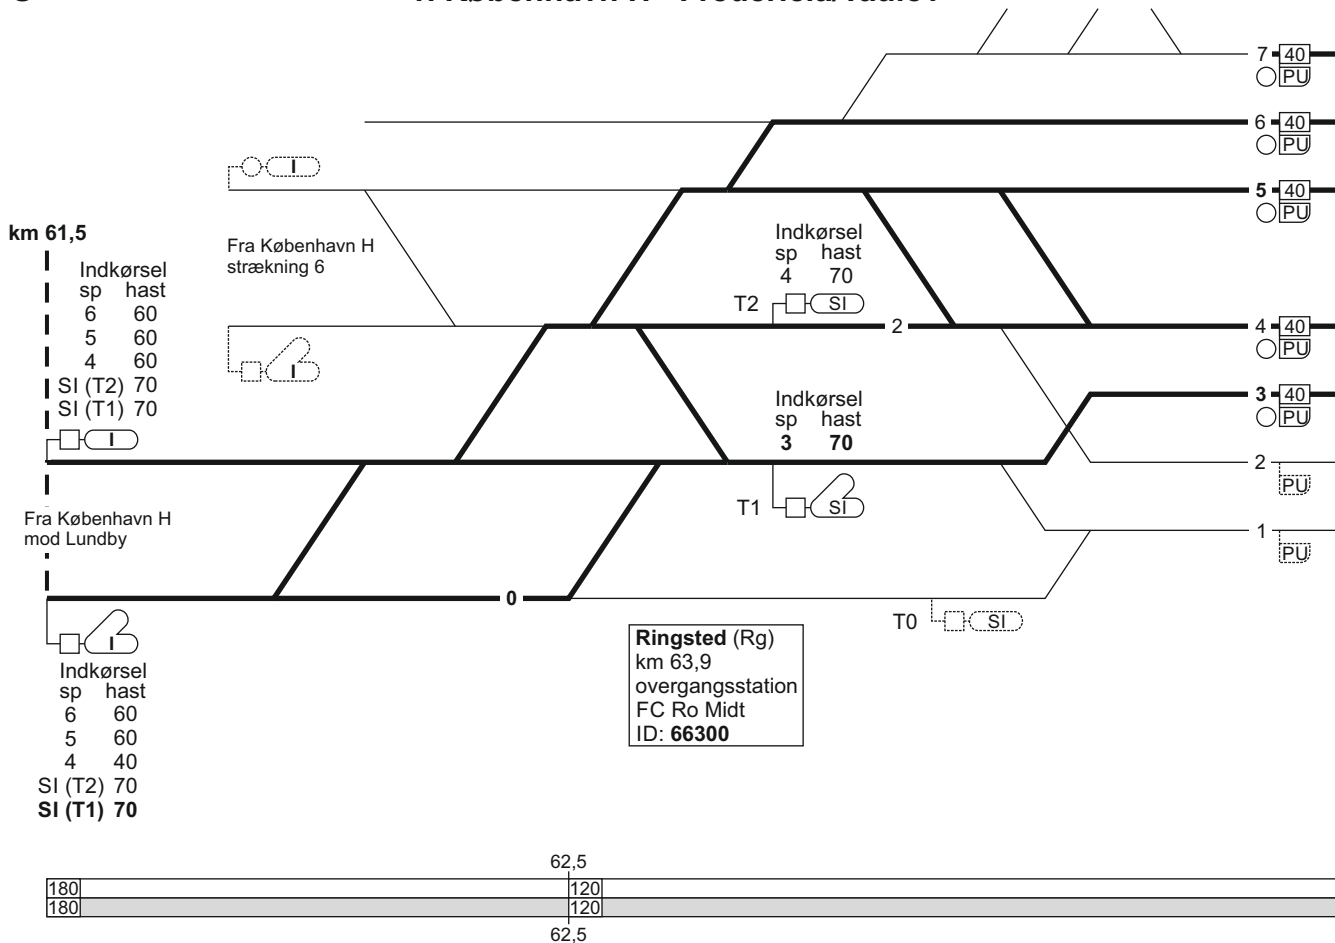 7 40
PU
6 40
PU
5 40
PU
I
km 61,5
Indkørsel
sp hast
6 60
5 60
4 60
SI (T2) 70
SI (T1) 70
I
Fra København H
strækning 6
I
Indkørsel
sp hast
4 70
T2 SI
2
4 40
PU
3 40
PU
Indkørsel
sp hast
3 70
T1 SI
2
PU
1
PU
Fra København H
mod Lundby
0
T0 SI
I
Indkørsel
sp hast
6 60
5 60
4 40
SI (T2) 70
SI (T1) 70
Ringsted (Rg)
km 63,9
overgangsstation
FC Ro Midt
ID: 66300
62,5
180 120
180 120
62,5